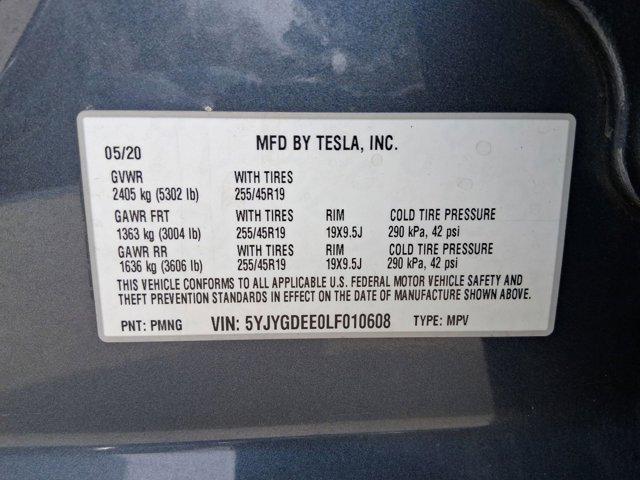 05/20 MFD BY TESLA, INC.
GVWR WITH TIRES
2405 kg (5302 lb) 255/45R19
GAWR FRT WITH TIRES RIM COLD TIRE PRESSURE
1363 kg (3004 lb) 255/45R19 19X9.5J 290 kPa, 42 psi
GAWR RR WITH TIRES RIM COLD TIRE PRESSURE
1636 kg (3606 lb) 255/45R19 19X9.5J 290 kPa, 42 psi
THIS VEHICLE CONFORMS TO ALL APPLICABLE U.S. FEDERAL MOTOR VEHICLE SAFETY AND
THEFT PREVENTION STANDARDS IN EFFECT ON THE DATE OF MANUFACTURE SHOWN ABOVE.
PNT: PMNG VIN: 5YJYGDEE0LF010608 TYPE: MPV